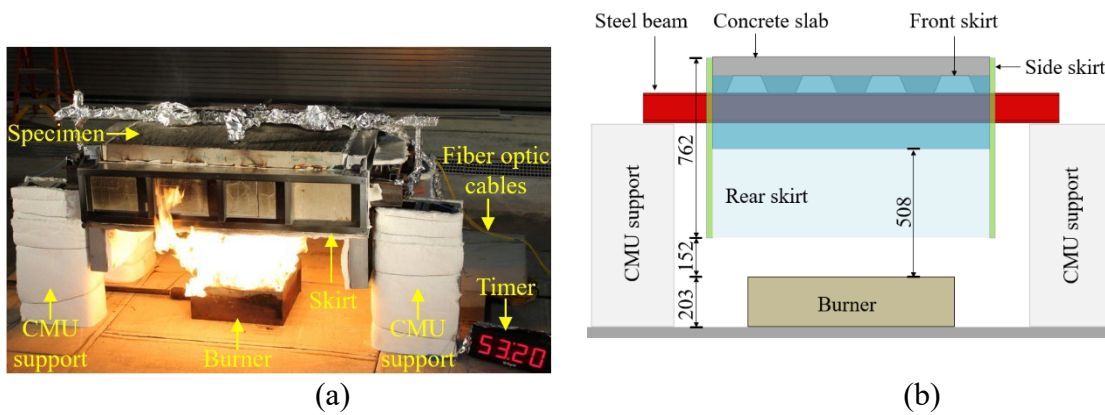 Specimen
Fiber optic
cables
Skirt
Timer
CMU
support
Burner
CMU
support
53:20
(a)
Steel beam
Concrete slab
Front skirt
Side skirt
762
Rear skirt
508
CMU support
CMU support
152
203
Burner
(b)